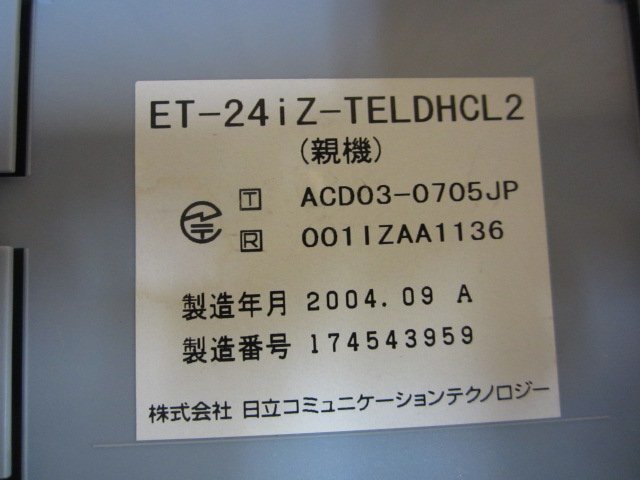 ET-24iZ-TELDHCL2
(親機)
T ACD03-0705JP
R 001IZAA1136
製造年月 2004.09 A
製造番号 174543959
株式会社 日立コミュニケーションテクノロジー